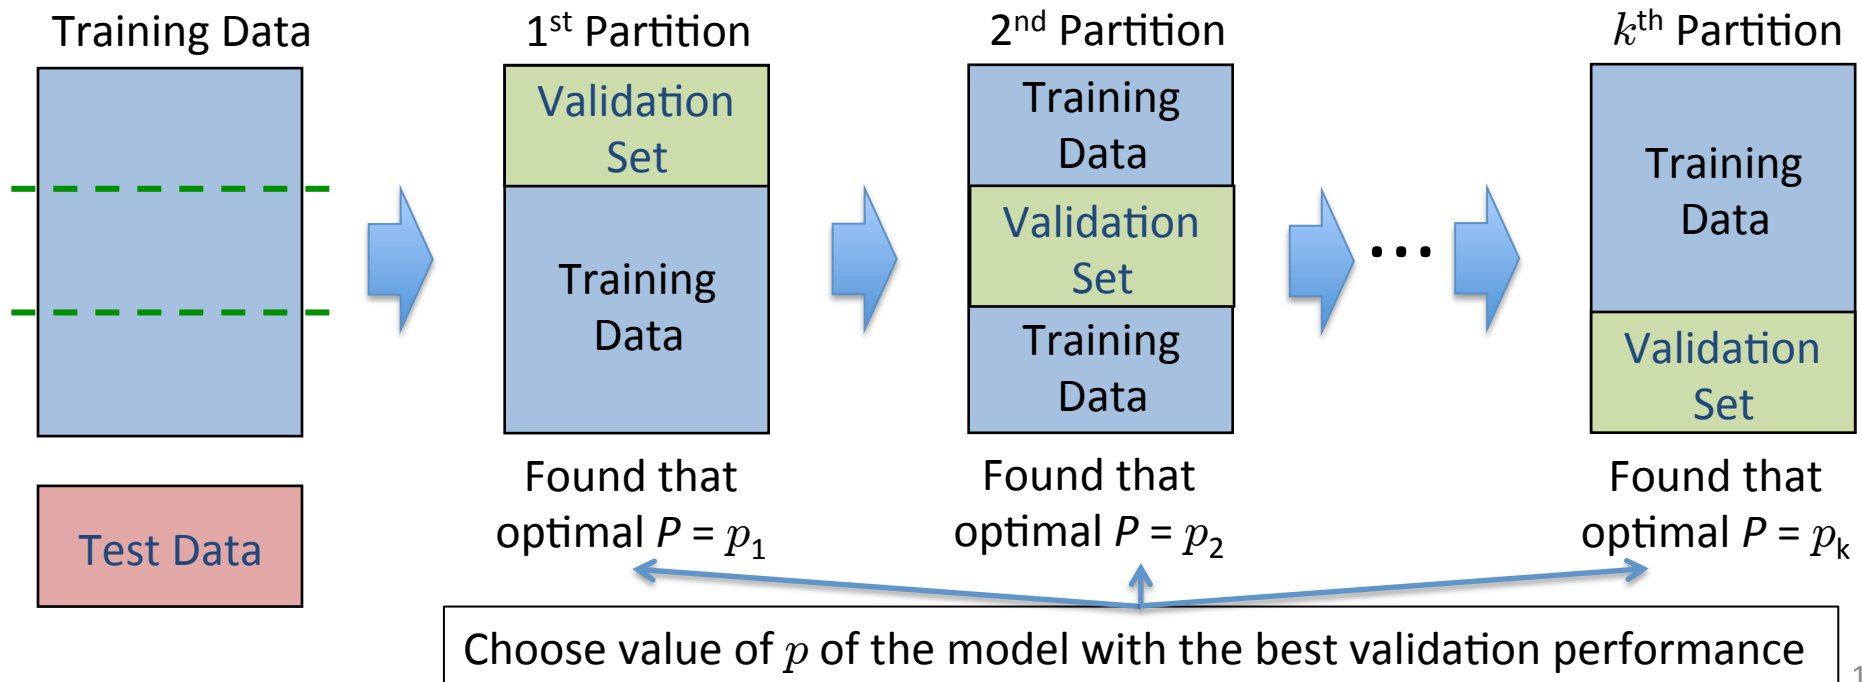 Training Data
1st Partition
2nd Partition
kth Partition
Validation
Set
Training
Data
Training
Data
Validation
Set
Training
Data
Training
Data
Validation
Set
Test Data
Found that
optimal P = p1
Found that
optimal P = p2
Found that
optimal P = pk
...
Choose value of p of the model with the best validation performance
1